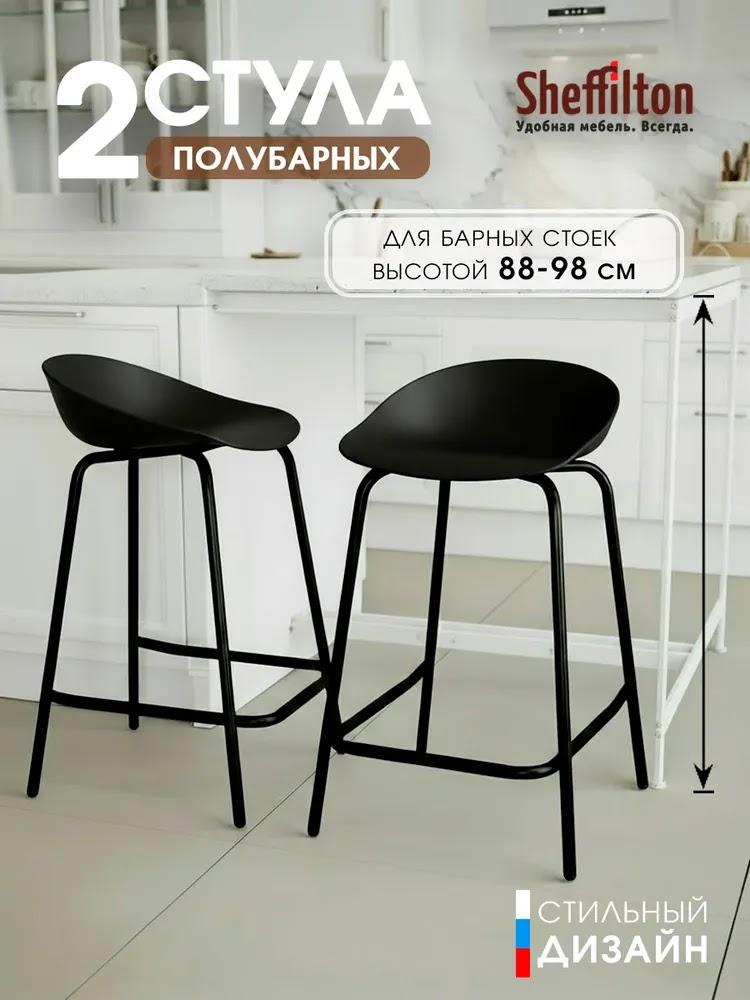 2 СТУЛА
ПОЛУБАРНЫХ
Sheffilton
Удобная мебель. Всегда.
ДЛЯ БАРНЫХ СТОЕК
ВЫСОТОЙ 88-98 СМ
СТИЛЬНЫЙ
ДИЗАЙН